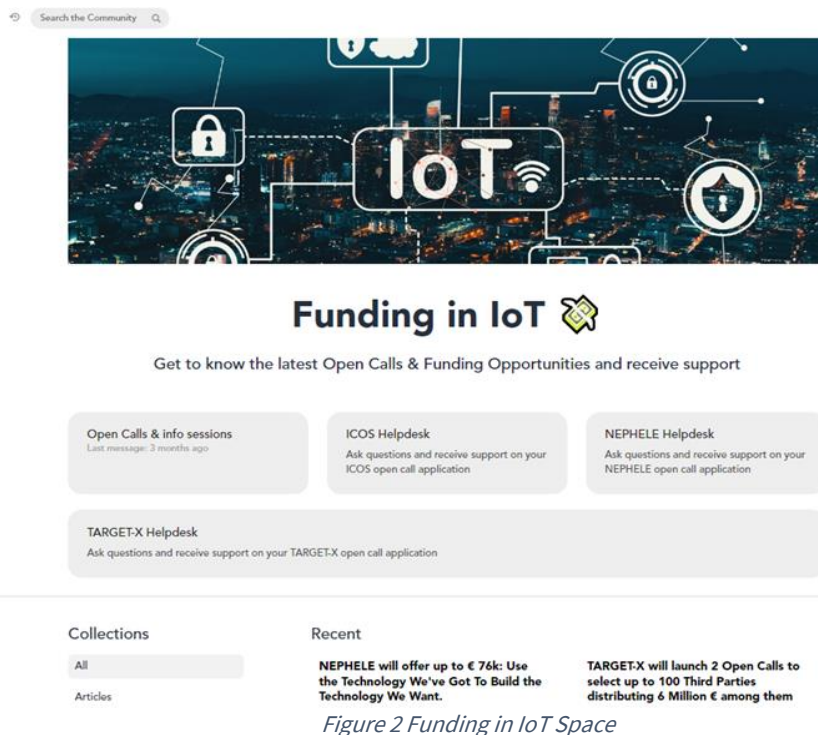 Search the Community
IoT
Funding in IoT
Get to know the latest Open Calls & Funding Opportunities and receive support
Open Calls & info sessions
Last message: 3 months ago
ICOS Helpdesk
Ask questions and receive support on your
ICOS open call application
NEPHELE Helpdesk
Ask questions and receive support on your
NEPHELE open call application
TARGET-X Helpdesk
Ask questions and receive support on your TARGET-X open call application
Collections
All
Articles
Recent
NEPHELE will offer up to € 76k: Use
the Technology We've Got To Build the
Technology We Want.
TARGET-X will launch 2 Open Calls to
select up to 100 Third Parties
distributing 6 Million € among them
Figure 2 Funding in IoT Space